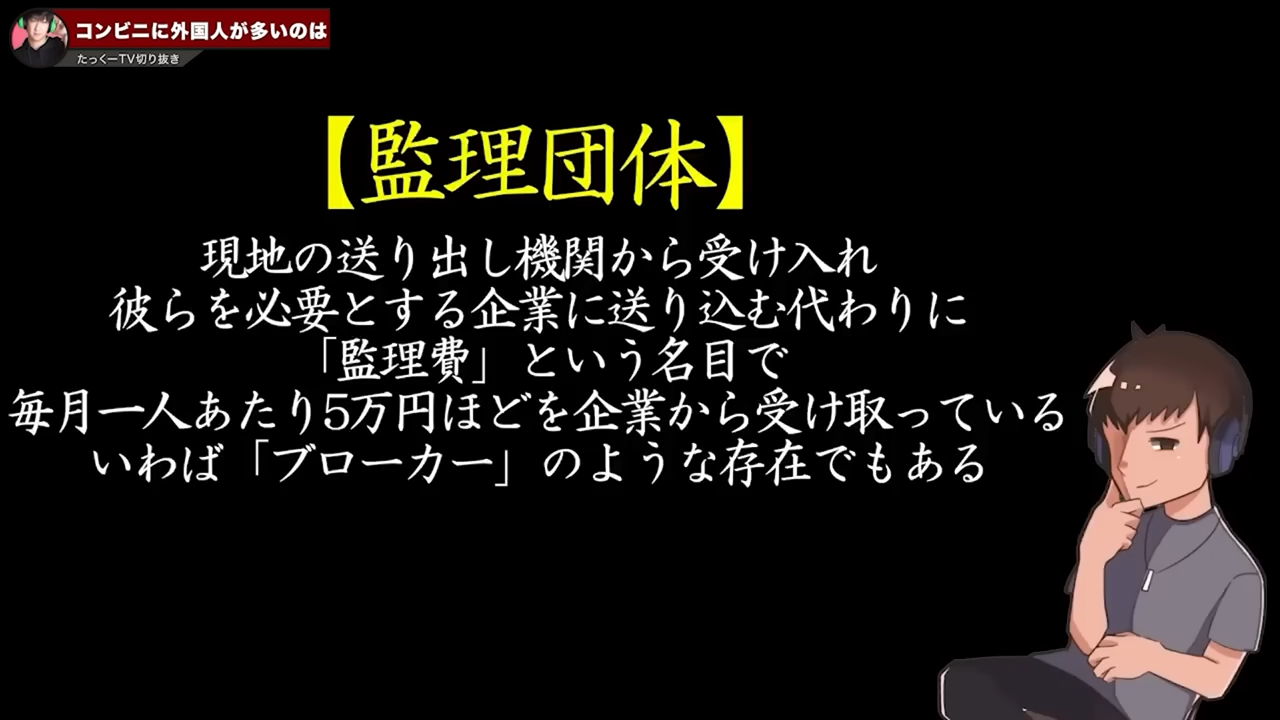 コンビニに外国人が多いのは
たっくーTV切り抜き
【監理団体】
現地の送り出し機関から受け入れ
彼らを必要とする企業に送り込む代わりに
「監理費」という名目で
毎月一人あたり5万円ほどを企業から受け取っている
いわば「ブローカー」のような存在でもある